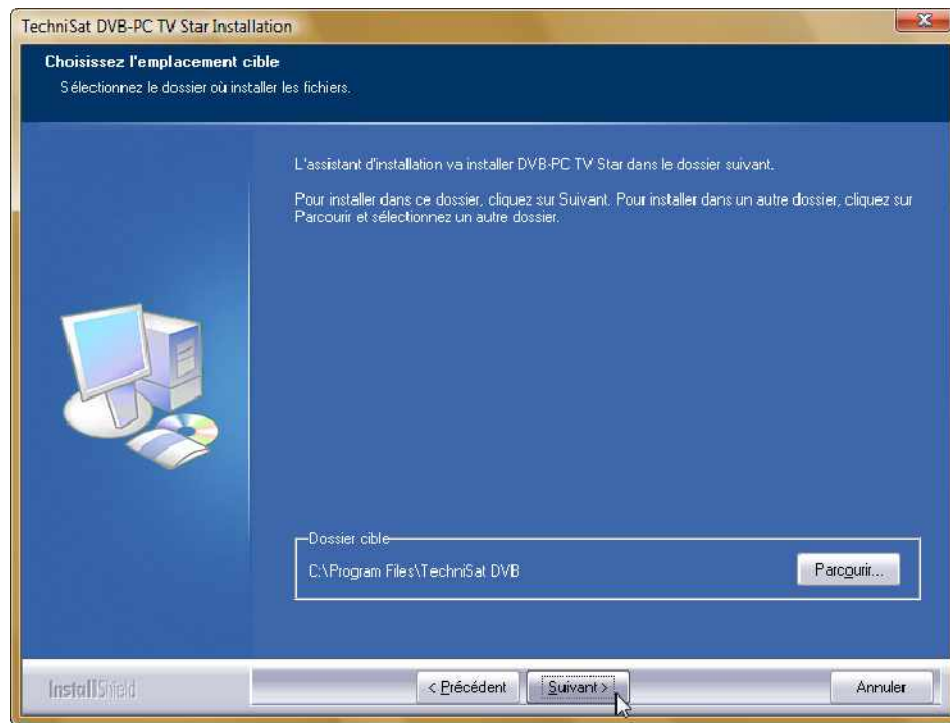 TechniSat DVB-PC TV Star Installation
Choisissez l'emplacement cible
Sélectionnez le dossier où installer les fichiers.
L'assistant d'installation va installer DVB-PC TV Star dans le dossier suivant.
Pour installer dans ce dossier, cliquez sur Suivant. Pour installer dans un autre dossier, cliquez sur
Parcourir et sélectionnez un autre dossier.
Dossier cible
C:\Program Files\TechniSat DVB
Parcourir...
InstallShield
< Précédent
Suivant >
Annuler